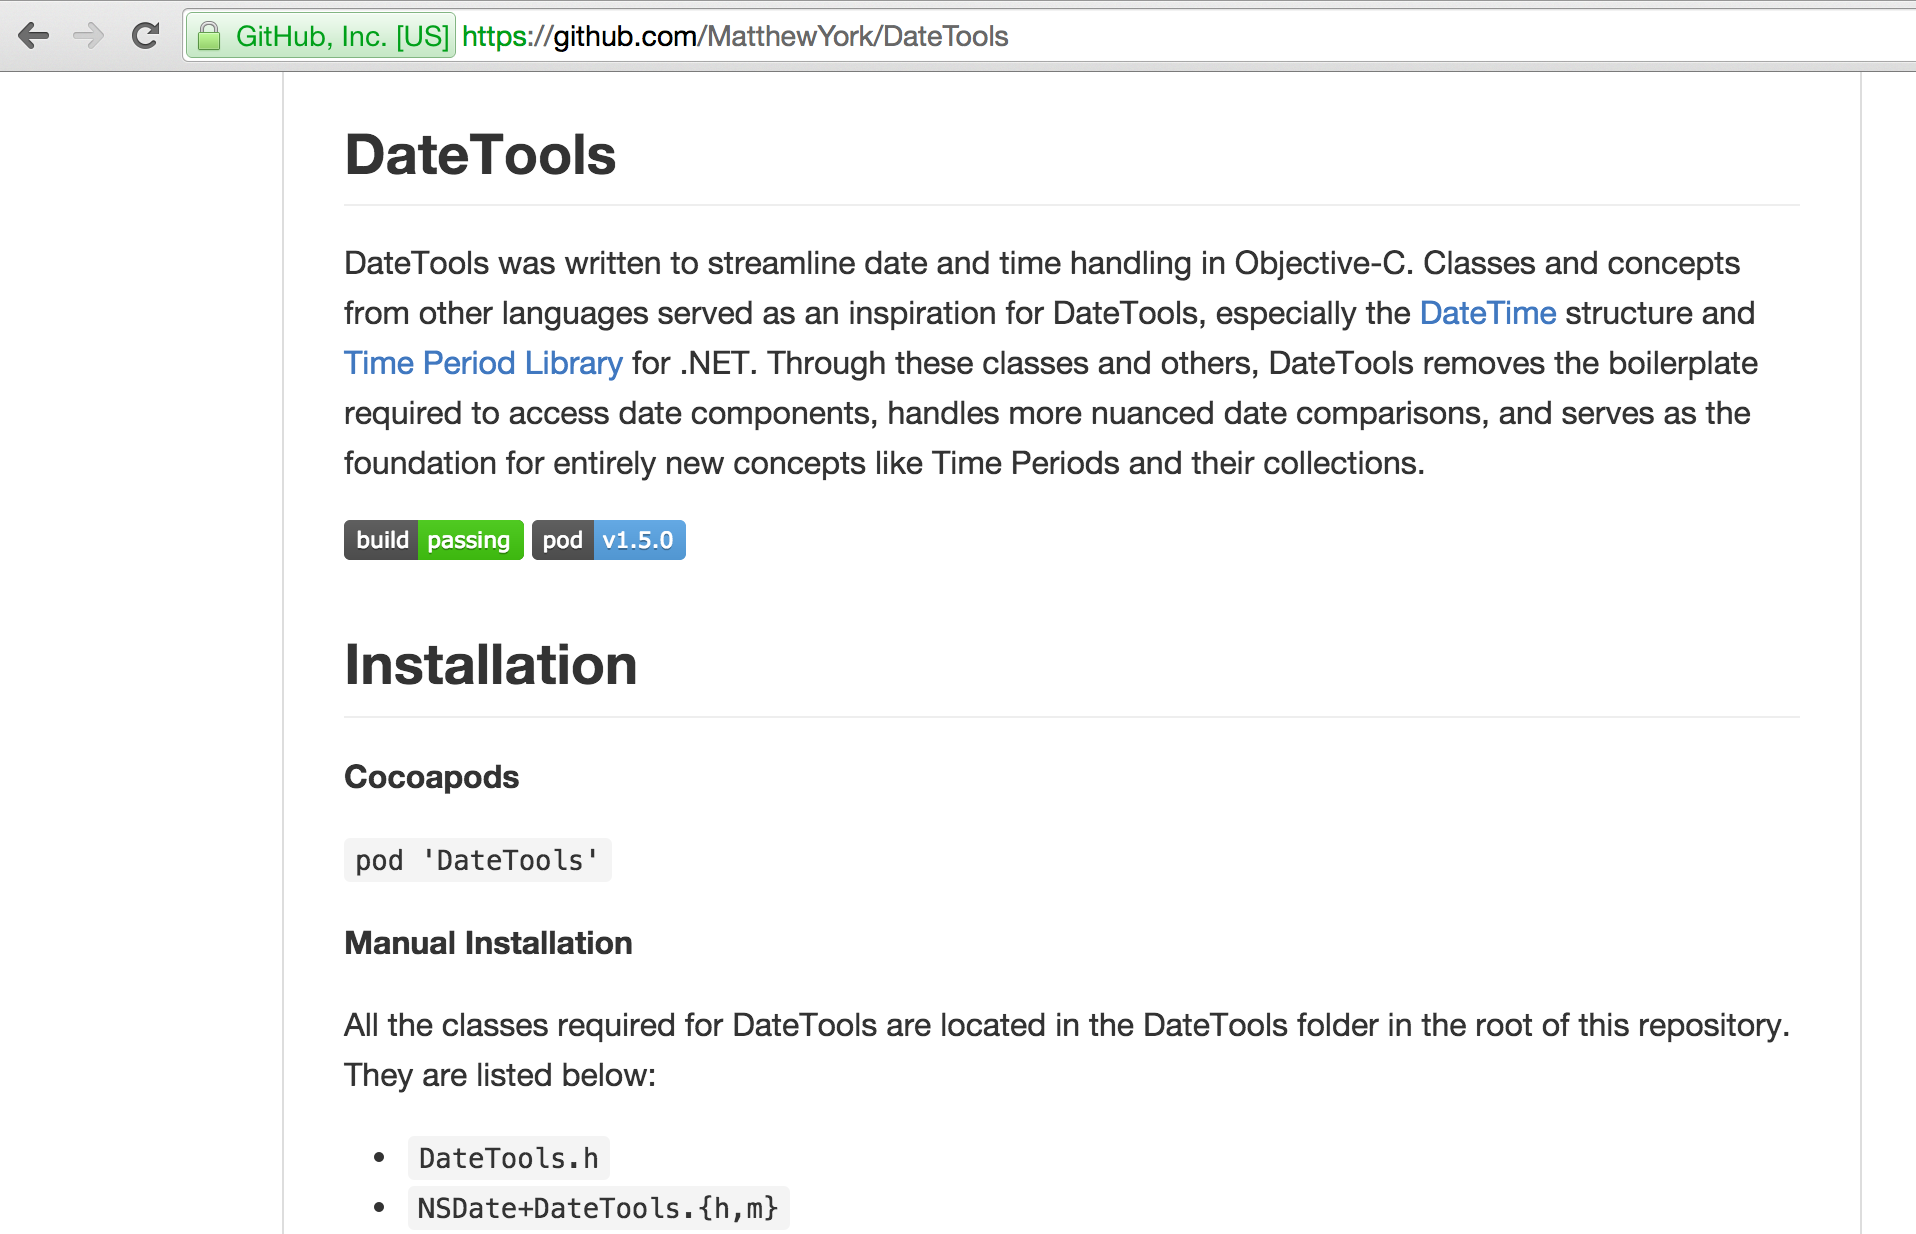 GitHub, Inc. [US] https://github.com/MatthewYork/DateTools
DateTools
DateTools was written to streamline date and time handling in Objective-C. Classes and concepts
from other languages served as an inspiration for DateTools, especially the DateTime structure and
Time Period Library for .NET. Through these classes and others, DateTools removes the boilerplate
required to access date components, handles more nuanced date comparisons, and serves as the
foundation for entirely new concepts like Time Periods and their collections.
build passing pod v1.5.0
Installation
Cocoapods
pod 'DateTools'
Manual Installation
All the classes required for DateTools are located in the DateTools folder in the root of this repository.
They are listed below:
• DateTools.h
• NSDate+DateTools.{h,m}